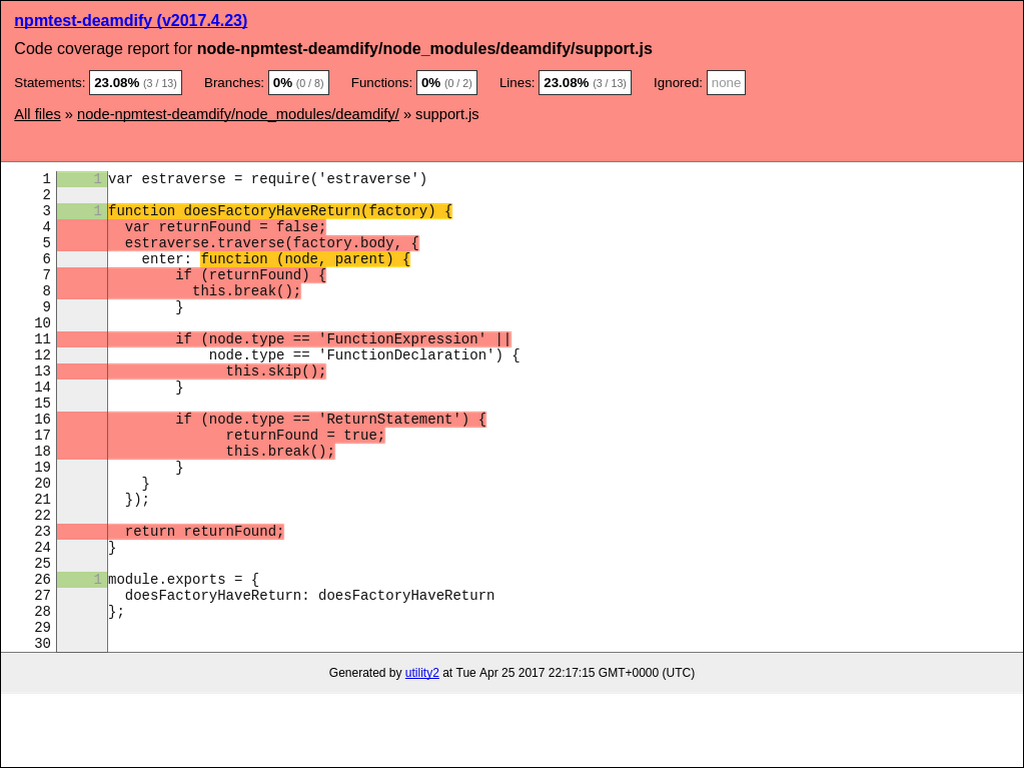 npmtest-deamdify (v2017.4.23)
Code coverage report for node-npmtest-deamdify/node_modules/deamdify/support.js
Statements: 23.08% (3 / 13) Branches: 0% (0 / 8) Functions: 0% (0 / 2) Lines: 23.08% (3 / 13) Ignored: none
All files » node-npmtest-deamdify/node_modules/deamdify/ » support.js
1 1 var estraverse = require('estraverse')
2
3 1 function doesFactoryHaveReturn(factory) {
4   var returnFound = false;
5   estraverse.traverse(factory.body, {
6     enter: function (node, parent) {
7         if (returnFound) {
8           this.break();
9         }
10
11         if (node.type == 'FunctionExpression' ||
12             node.type == 'FunctionDeclaration') {
13               this.skip();
14         }
15
16         if (node.type == 'ReturnStatement') {
17               returnFound = true;
18               this.break();
19         }
20     }
21   });
22
23   return returnFound;
24 }
25
26 1 module.exports = {
27   doesFactoryHaveReturn: doesFactoryHaveReturn
28 };
29
30
Generated by utility2 at Tue Apr 25 2017 22:17:15 GMT+0000 (UTC)